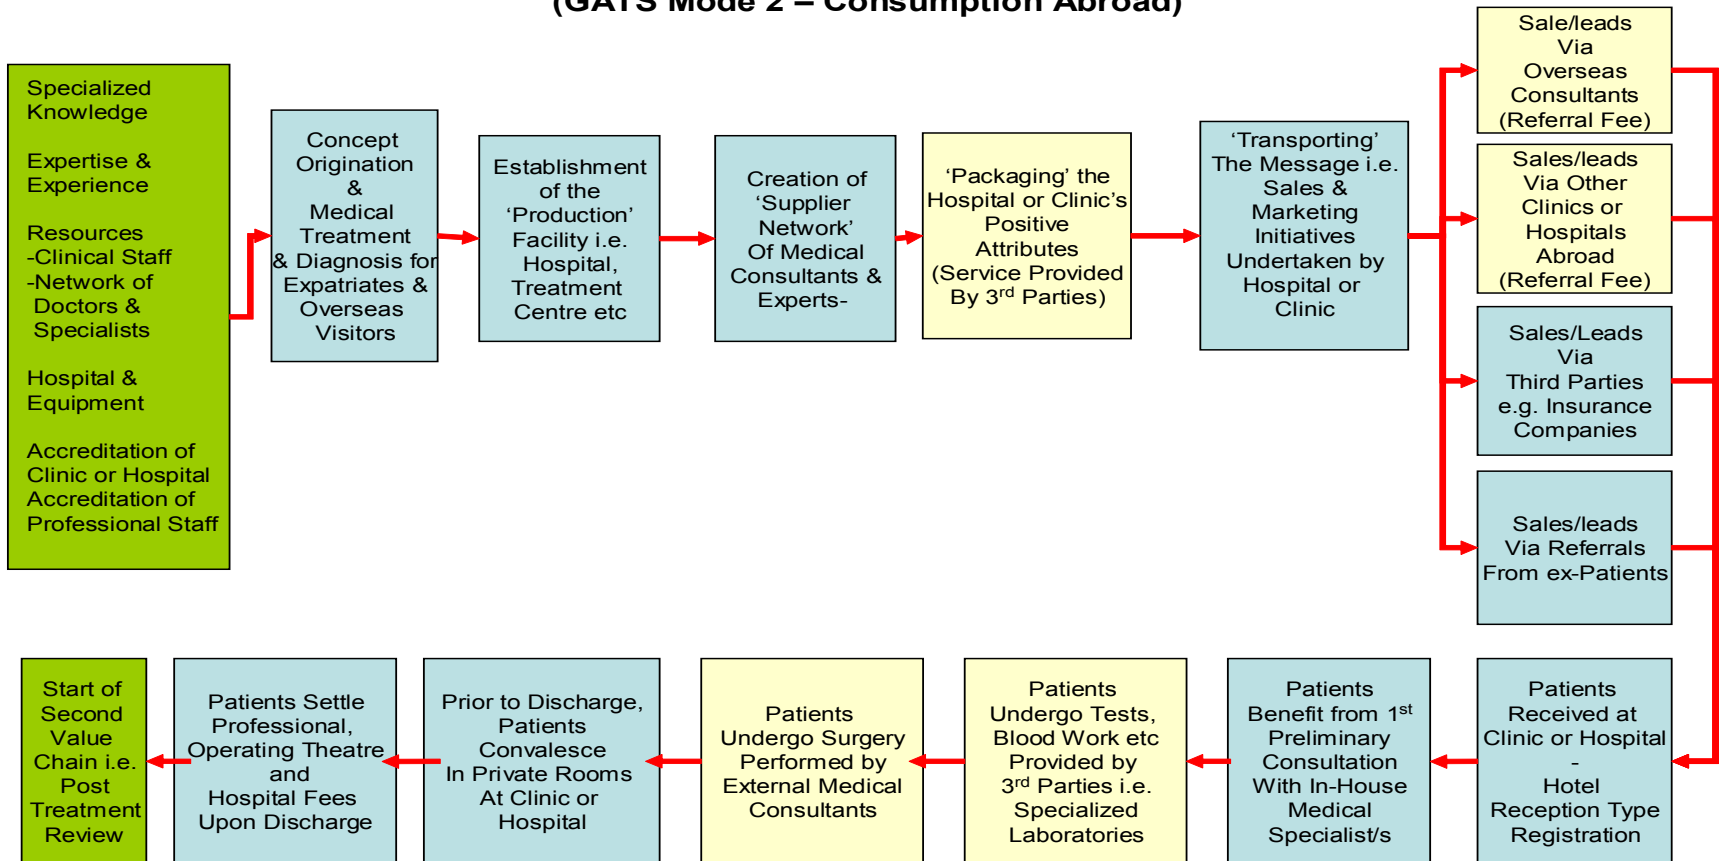 (GATS Mode 2 – Consumption Abroad)
Specialized
Knowledge
Expertise &
Experience
Resources
-Clinical Staff
-Network of
Doctors &
Specialists
Hospital &
Equipment
Accreditation of
Clinic or Hospital
Accreditation of
Professional Staff
Concept
Origination
&
Medical
Treatment
& Diagnosis for
Expatriates &
Overseas
Visitors
Establishment
of the
‘Production’
Facility i.e.
Hospital,
Treatment
Centre etc
Creation of
‘Supplier
Network’
Of Medical
Consultants &
Experts-
‘Packaging’ the
Hospital or Clinic’s
Positive
Attributes
(Service Provided
By 3rd Parties)
‘Transporting’
The Message i.e.
Sales &
Marketing
Initiatives
Undertaken by
Hospital or
Clinic
Sale/leads
Via
Overseas
Consultants
(Referral Fee)
Sales/leads
Via Other
Clinics or
Hospitals
Abroad
(Referral Fee)
Sales/Leads
Via
Third Parties
e.g. Insurance
Companies
Sales/leads
Via Referrals
From ex-Patients
Patients
Received at
Clinic or Hospital
-
Hotel
Reception Type
Registration
Patients
Benefit from 1st
Preliminary
Consultation
With In-House
Medical
Specialist/s
Patients
Undergo Tests,
Blood Work etc
Provided by
3rd Parties i.e.
Specialized
Laboratories
Patients
Undergo Surgery
Performed by
External Medical
Consultants
Prior to Discharge,
Patients
Convalesce
In Private Rooms
At Clinic or
Hospital
Patients Settle
Professional,
Operating Theatre
and
Hospital Fees
Upon Discharge
Start of
Second
Value
Chain i.e.
Post
Treatment
Review